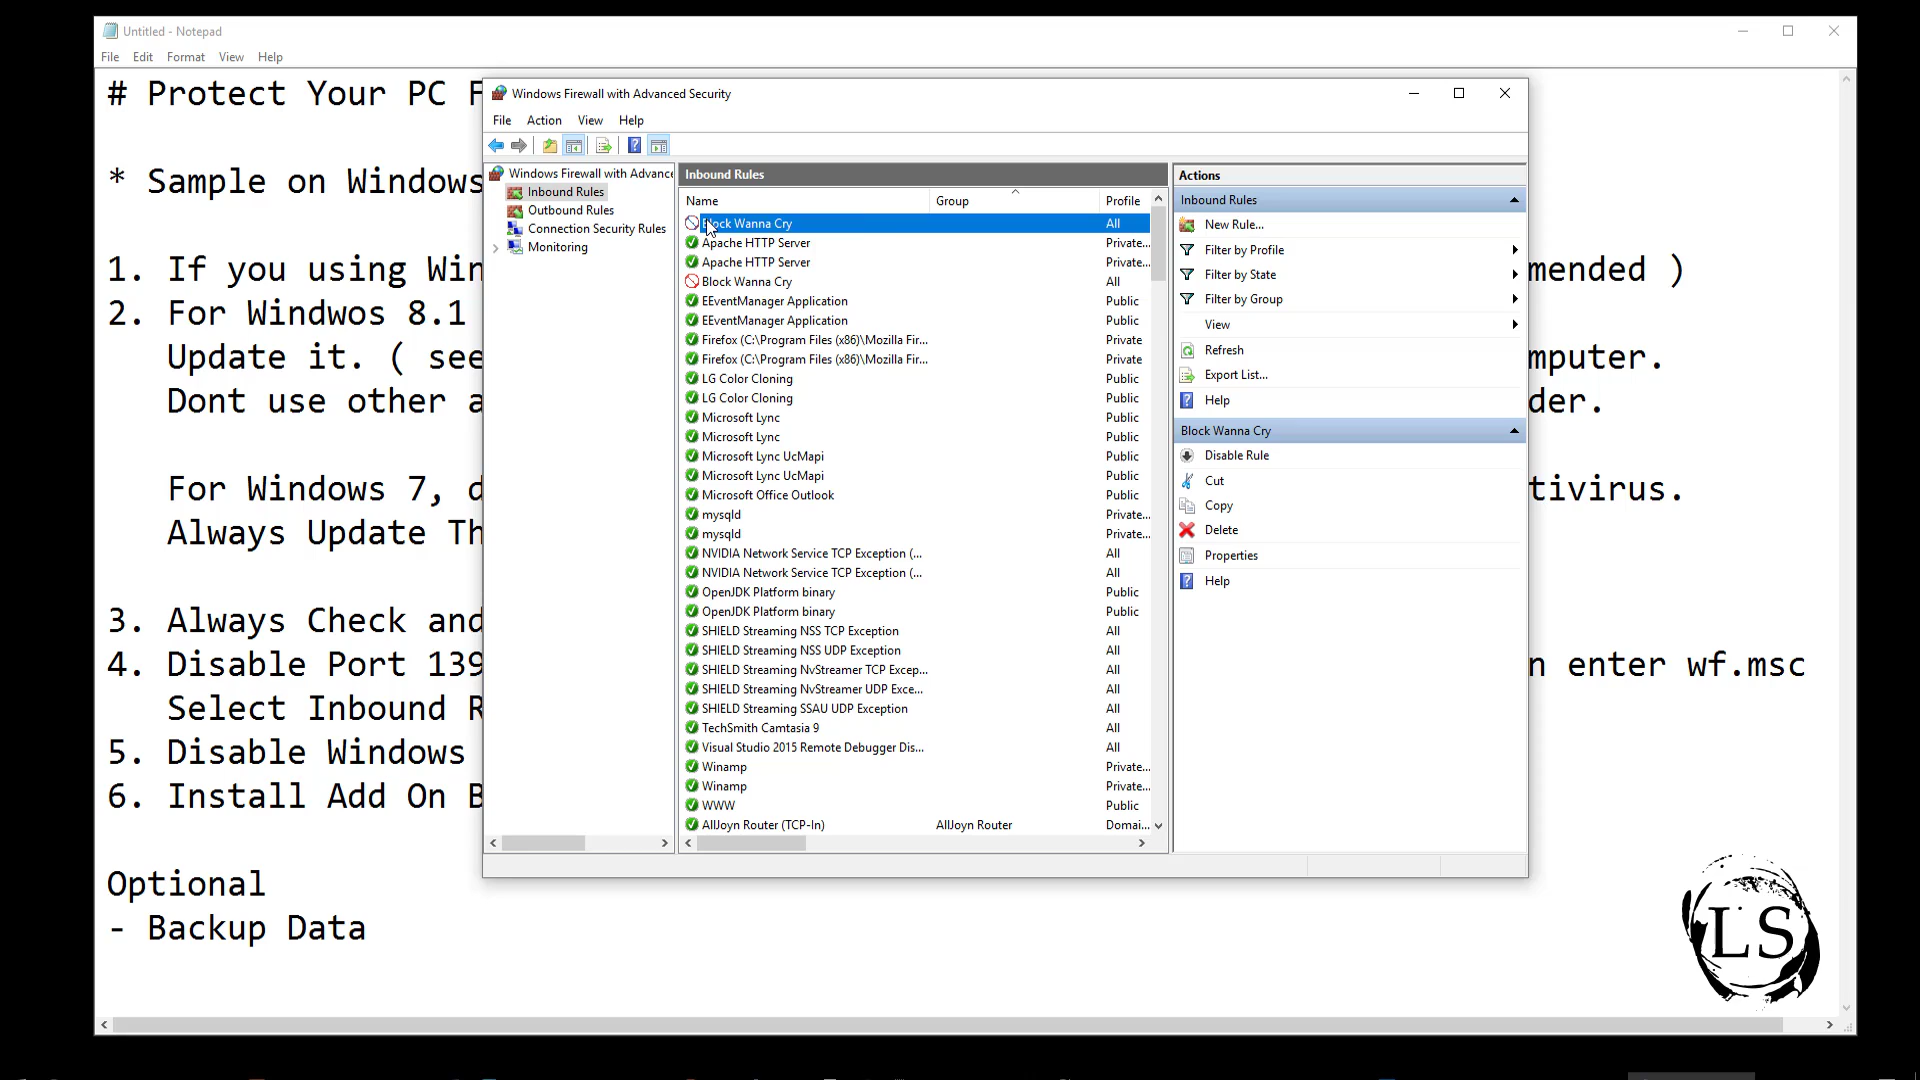 Untitled - Notepad
File Edit Format View Help
# Protect Your PC F
* Sample on Windows
1. If you using Win
mended )
2. For Windwos 8.1
Update it. ( see
mputer.
Dont use other a
der.
For Windows 7, d
tivirus.
Always Update Th
3. Always Check and
4. Disable Port 139
n enter wf.msc
Select Inbound R
5. Disable Windows
6. Install Add On B
Optional
- Backup Data
Windows Firewall with Advanced Security
File Action View Help
Windows Firewall with Advance
Inbound Rules
Outbound Rules
Connection Security Rules
Monitoring
Inbound Rules
Name Group Profile
Block Wanna Cry All
Apache HTTP Server Private...
Apache HTTP Server Private...
Block Wanna Cry All
EEventManager Application Public
EEventManager Application Public
Firefox (C:\Program Files (x86)\Mozilla Fir... Private
Firefox (C:\Program Files (x86)\Mozilla Fir... Private
LG Color Cloning Public
LG Color Cloning Public
Microsoft Lync Public
Microsoft Lync Public
Microsoft Lync UcMapi Public
Microsoft Lync UcMapi Public
Microsoft Office Outlook Public
mysqld Private...
mysqld Private...
NVIDIA Network Service TCP Exception (... All
NVIDIA Network Service TCP Exception (... All
OpenJDK Platform binary Public
OpenJDK Platform binary Public
SHIELD Streaming NSS TCP Exception All
SHIELD Streaming NSS UDP Exception All
SHIELD Streaming NvStreamer TCP Excep... All
SHIELD Streaming NvStreamer UDP Exce... All
SHIELD Streaming SSAU UDP Exception All
TechSmith Camtasia 9 All
Visual Studio 2015 Remote Debugger Dis... All
Winamp Private...
Winamp Private...
WWW Public
AllJoyn Router (TCP-In) AllJoyn Router Domai...
Actions
Inbound Rules
New Rule...
Filter by Profile
Filter by State
Filter by Group
View
Refresh
Export List...
Help
Block Wanna Cry
Disable Rule
Cut
Copy
Delete
Properties
Help
LS